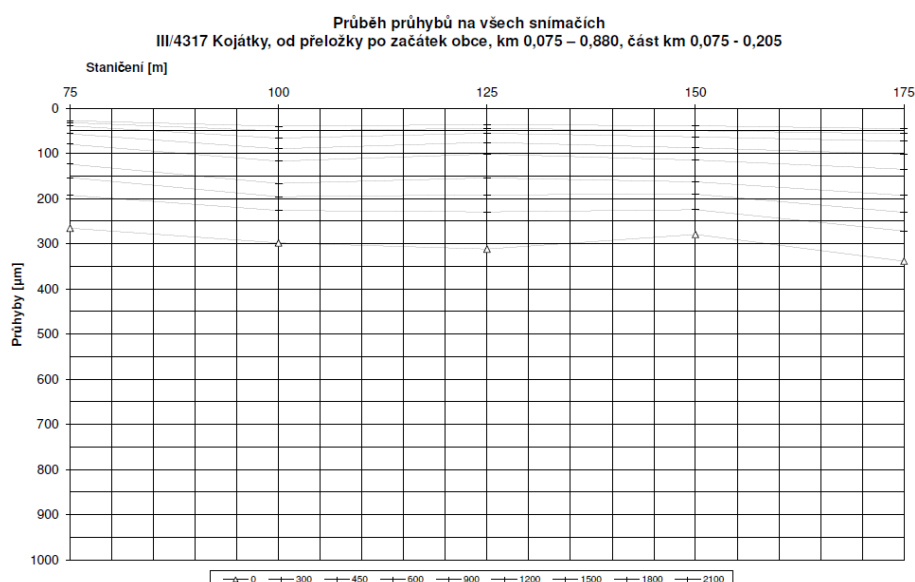 Průběh průhybů na všech snímačích
III/4317 Kojátky, od přeložky po začátek obce, km 0,075 – 0,880, část km 0,075 - 0,205
Staničení [m]
75 100 125 150 175
0
100
200
300
400
500
600
700
800
900
1000
Průhyby [µm]
0 300 450 600 900 1200 1500 1800 2100